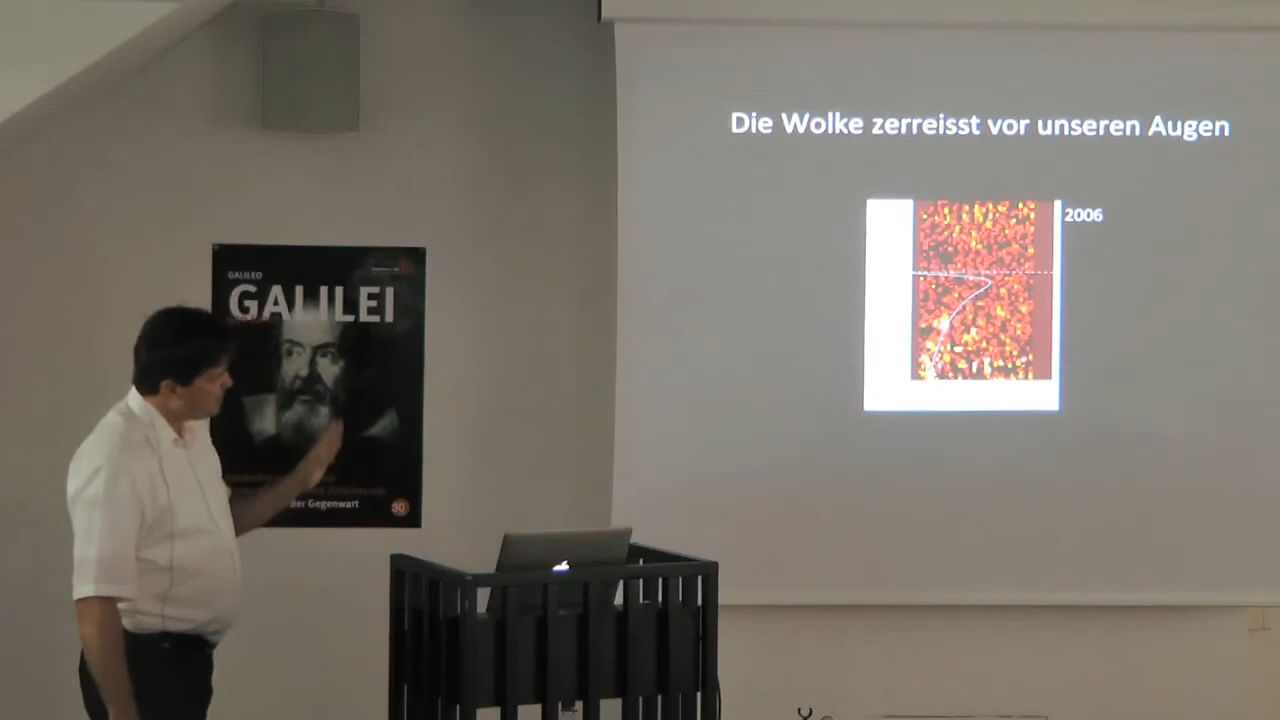 Die Wolke zerreisst vor unseren Augen
2006
GALILEO
GALILEI
der Gegenwart
30